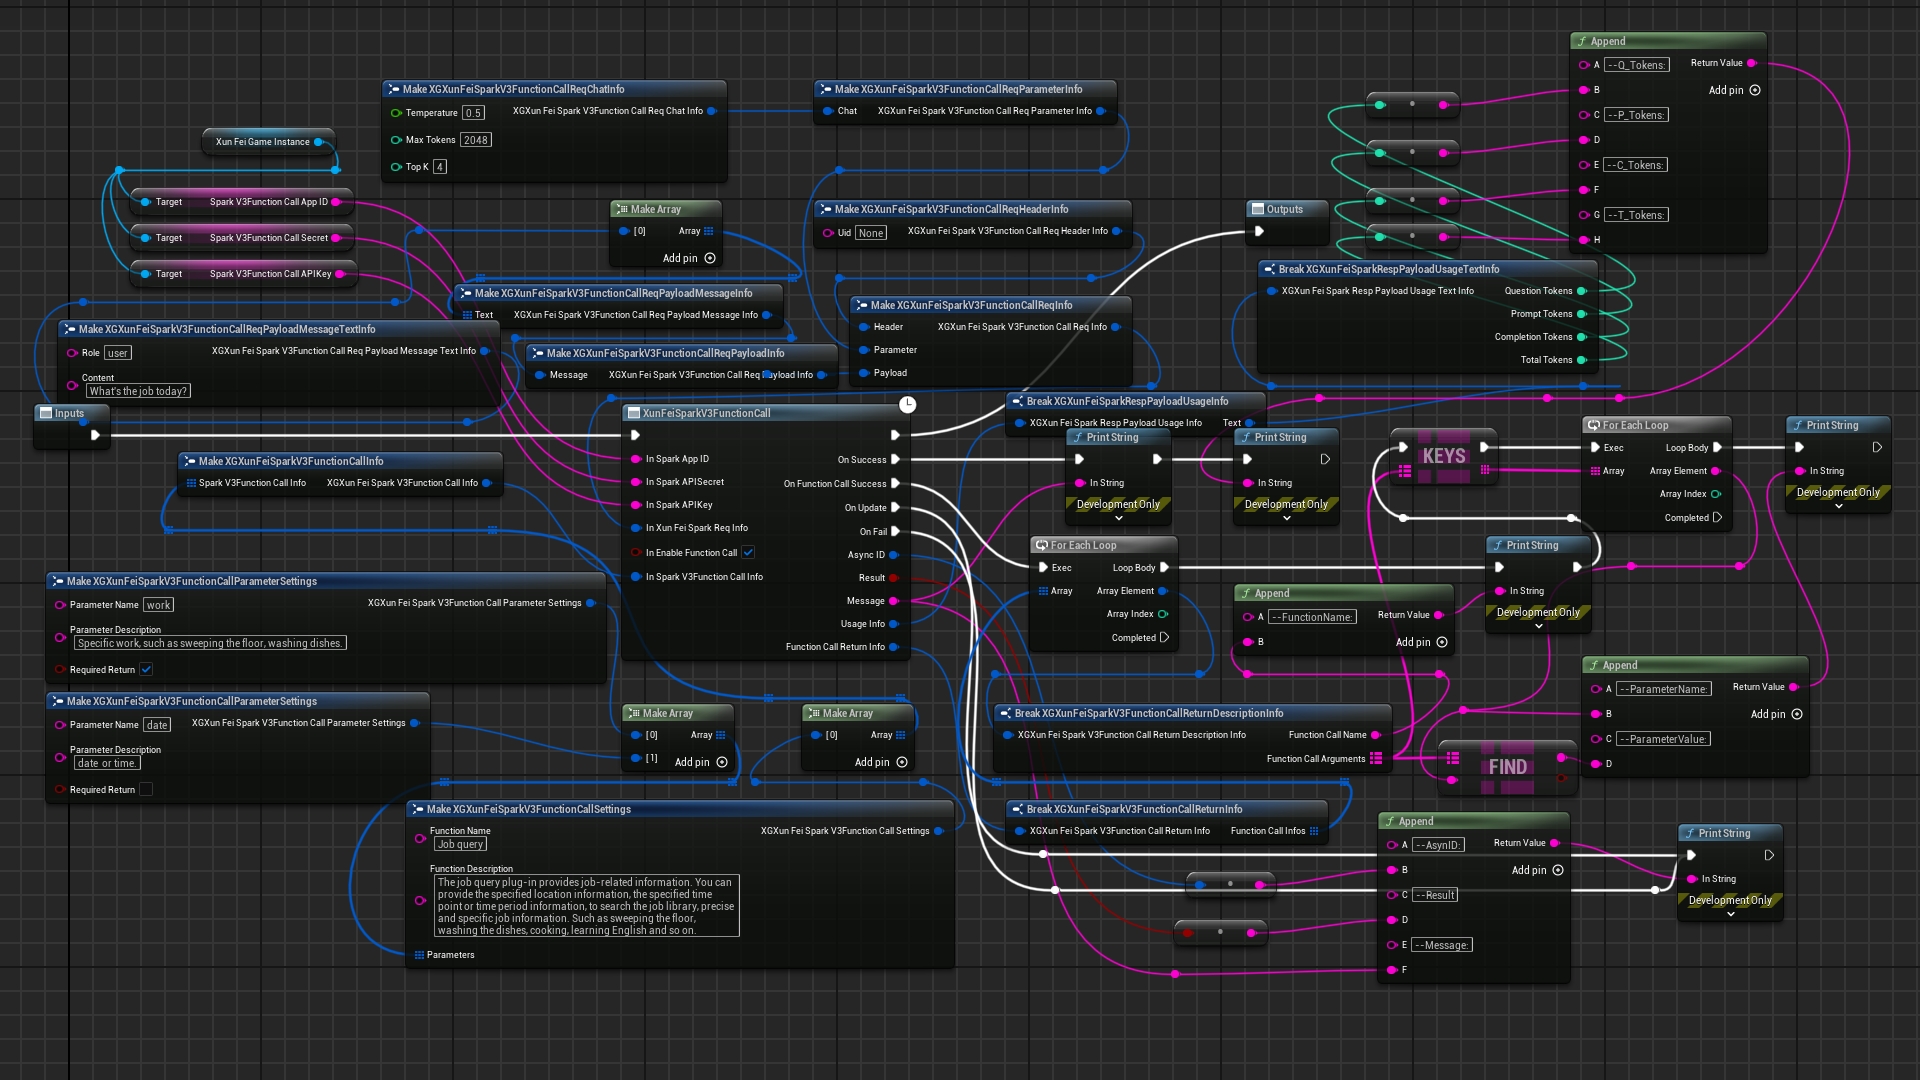 Append
A --Q_Tokens: Return Value
B Add pin
C --P_Tokens:
D
E --C_Tokens:
F
G --T_Tokens:
H
Make XGXunFeiSparkV3FunctionCallReqChatInfo
Temperature 0.5 XGXun Fei Spark V3Function Call Req Chat Info
Max Tokens 2048
Top K 4
Make XGXunFeiSparkV3FunctionCallReqParameterInfo
Chat XGXun Fei Spark V3Function Call Req Parameter Info
Xun Fei Game Instance
Target Spark V3Function Call App ID
Target Spark V3Function Call Secret
Target Spark V3Function Call APIKey
Make Array
[0] Array
Add pin
Make XGXunFeiSparkV3FunctionCallReqHeaderInfo
Uid None XGXun Fei Spark V3Function Call Req Header Info
Outputs
Break XGXunFeiSparkRespPayloadUsageTextInfo
XGXun Fei Spark Resp Payload Usage Text Info Question Tokens
Prompt Tokens
Completion Tokens
Total Tokens
Make XGXunFeiSparkV3FunctionCallReqPayloadMessageInfo
Text XGXun Fei Spark V3Function Call Req Payload Message Info
Make XGXunFeiSparkV3FunctionCallReqInfo
Header XGXun Fei Spark V3Function Call Req Info
Parameter
Payload
Make XGXunFeiSparkV3FunctionCallReqPayloadMessageTextInfo
Role user XGXun Fei Spark V3Function Call Req Payload Message Text Info
Content
What's the job today?
Make XGXunFeiSparkV3FunctionCallReqPayloadInfo
Message XGXun Fei Spark V3Function Call Req Payload Info
Inputs
XunFeiSparkV3FunctionCall
In Spark App ID On Success
In Spark APISecret On Function Call Success
In Spark APIKey On Update
In Xun Fei Spark Req Info On Fail
In Enable Function Call Async ID
In Spark V3Function Call Info Result
Message
Usage Info
Function Call Return Info
Break XGXunFeiSparkRespPayloadUsageInfo
XGXun Fei Spark Resp Payload Usage Info Text
Print String
In String
Development Only
Print String
In String
Development Only
KEYS
For Each Loop
Exec Loop Body
Array Array Element
Array Index
Completed
Print String
In String
Development Only
Make XGXunFeiSparkV3FunctionCallInfo
Spark V3Function Call Info XGXun Fei Spark V3Function Call Info
For Each Loop
Exec Loop Body
Array Array Element
Array Index
Completed
Print String
In String
Development Only
Make XGXunFeiSparkV3FunctionCallParameterSettings
Parameter Name work XGXun Fei Spark V3Function Call Parameter Settings
Parameter Description
Specific work, such as sweeping the floor, washing dishes.
Required Return
Append
A --FunctionName: Return Value
B Add pin
Append
A --ParameterName: Return Value
B Add pin
C --ParameterValue:
D
Make XGXunFeiSparkV3FunctionCallParameterSettings
Parameter Name date XGXun Fei Spark V3Function Call Parameter Settings
Parameter Description
date or time.
Required Return
Make Array
[0] Array
[1] Add pin
Make Array
[0] Array
Add pin
Break XGXunFeiSparkV3FunctionCallReturnDescriptionInfo
XGXun Fei Spark V3Function Call Return Description Info Function Call Name
Function Call Arguments
FIND
Make XGXunFeiSparkV3FunctionCallSettings
Function Name XGXun Fei Spark V3Function Call Settings
Job query
Function Description
The job query plug-in provides job-related information. You can
provide the specified location information, the specified time
point or time period information, to search the job library, precise
and specific job information. Such as sweeping the floor,
washing the dishes, cooking, learning English and so on.
Parameters
Break XGXunFeiSparkV3FunctionCallReturnInfo
XGXun Fei Spark V3Function Call Return Info Function Call Infos
Append
A --AsynID: Return Value
B Add pin
C --Result
D
E --Message:
F
Print String
In String
Development Only